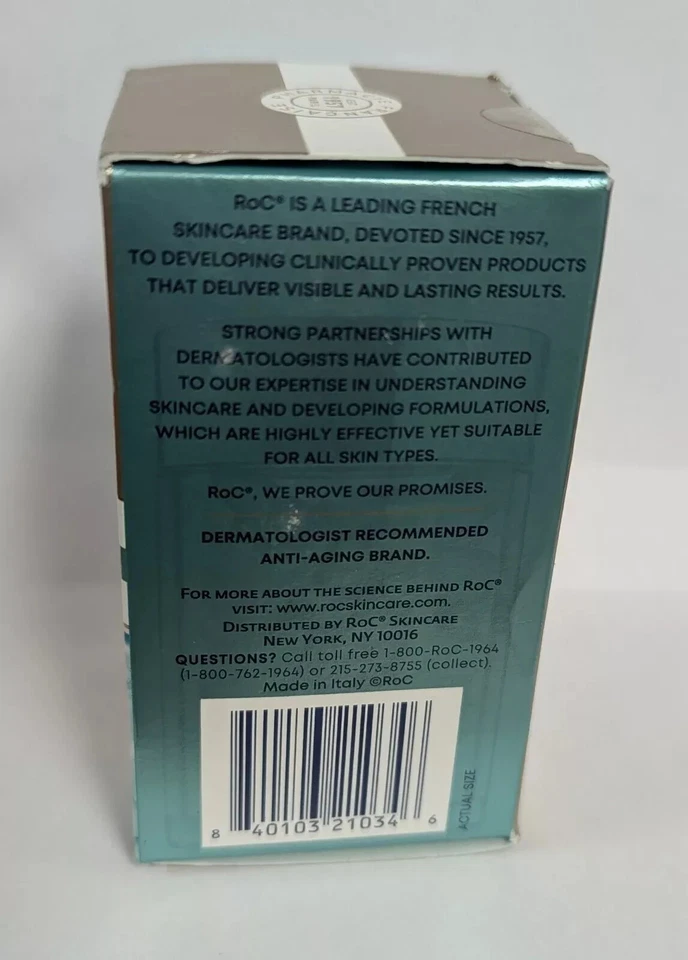 PHARMACIE FRANÇAISE
RoC® IS A LEADING FRENCH
SKINCARE BRAND, DEVOTED SINCE 1957,
TO DEVELOPING CLINICALLY PROVEN PRODUCTS
THAT DELIVER VISIBLE AND LASTING RESULTS.
STRONG PARTNERSHIPS WITH
DERMATOLOGISTS HAVE CONTRIBUTED
TO OUR EXPERTISE IN UNDERSTANDING
SKINCARE AND DEVELOPING FORMULATIONS,
WHICH ARE HIGHLY EFFECTIVE YET SUITABLE
FOR ALL SKIN TYPES.
RoC®, WE PROVE OUR PROMISES.
DERMATOLOGIST RECOMMENDED
ANTI-AGING BRAND.
FOR MORE ABOUT THE SCIENCE BEHIND RoC®
VISIT: www.rocskincare.com.
DISTRIBUTED BY RoC® SKINCARE
NEW YORK, NY 10016
QUESTIONS? Call toll free 1-800-RoC-1964
(1-800-762-1964) or 215-273-8755 (collect).
Made in Italy ©RoC
8 40103 21034 6
ACTUAL SIZE